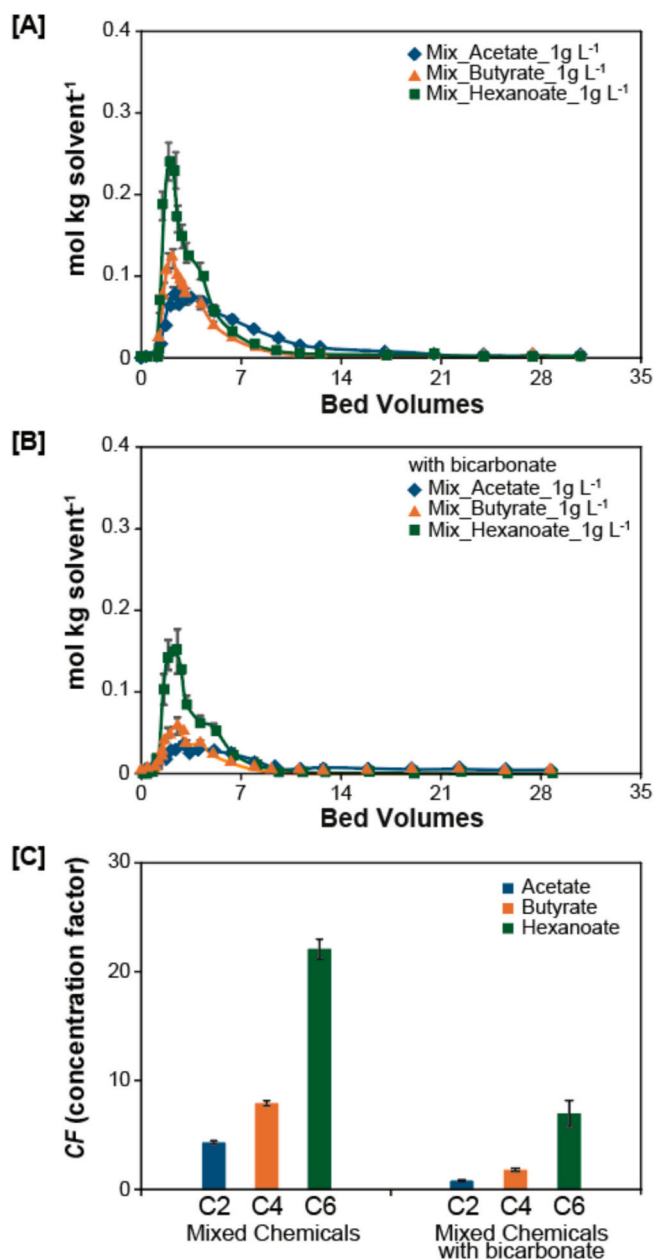 [A]
0.4
0.3
0.2
0.1
0
mol kg solvent⁻¹
Mix_Acetate_1g L⁻¹
Mix_Butyrate_1g L⁻¹
Mix_Hexanoate_1g L⁻¹
0 7 14 21 28 35
Bed Volumes
[B]
0.4
0.3
0.2
0.1
0
mol kg solvent⁻¹
with bicarbonate
Mix_Acetate_1g L⁻¹
Mix_Butyrate_1g L⁻¹
Mix_Hexanoate_1g L⁻¹
0 7 14 21 28 35
Bed Volumes
[C]
30
20
10
0
CF (concentration factor)
Acetate
Butyrate
Hexanoate
C2 C4 C6 C2 C4 C6
Mixed Chemicals Mixed Chemicals
with bicarbonate